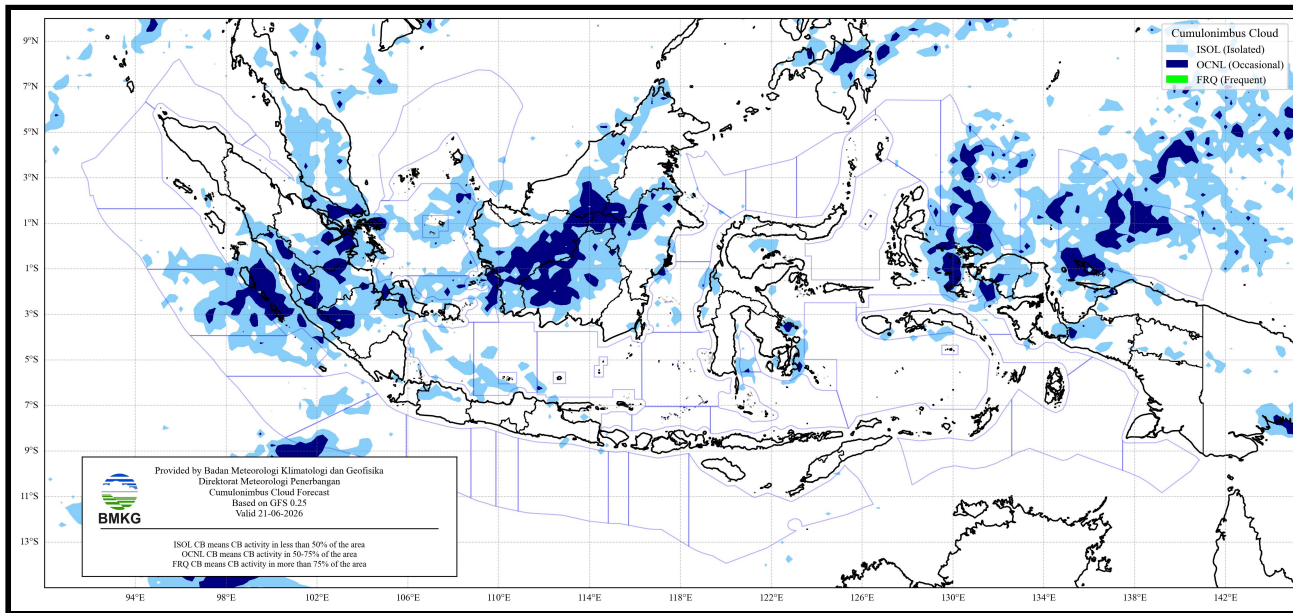 9°N
7°N
5°N
3°N
1°N
1°S
3°S
5°S
7°S
9°S
11°S
13°S
94°E 98°E 102°E 106°E 110°E 114°E 118°E 122°E 126°E 130°E 134°E 138°E 142°E
Cumulonimbus Cloud
ISOL (Isolated)
OCNL (Occasional)
FRQ (Frequent)
BMKG
Provided by Badan Meteorologi Klimatologi dan Geofisika
Direktorat Meteorologi Penerbangan
Cumulonimbus Cloud Forecast
Based on GFS 0.25
Valid 21-06-2026
ISOL CB means CB activity in less than 50% of the area
OCNL CB means CB activity in 50-75% of the area
FRQ CB means CB activity in more than 75% of the area